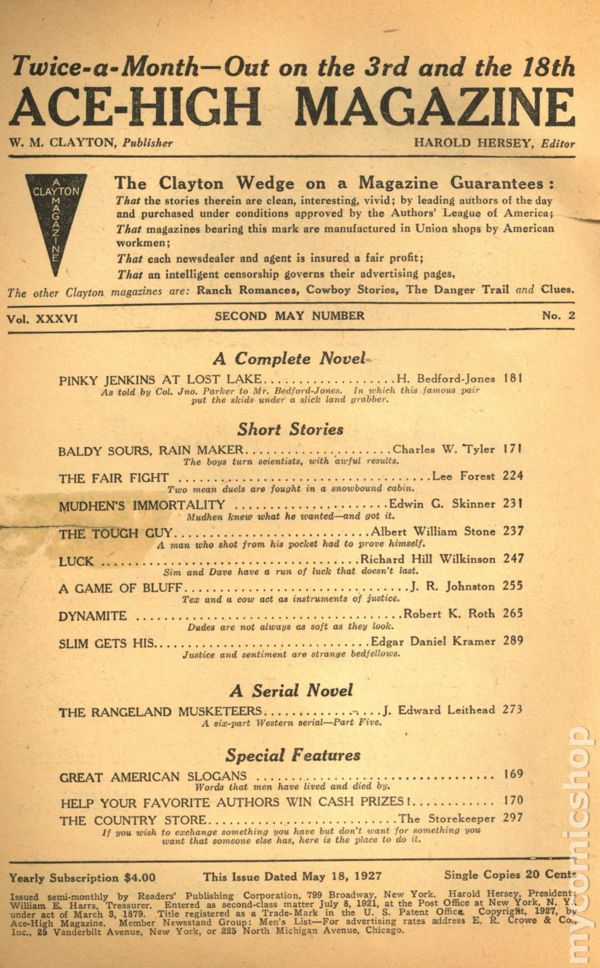 Twice-a-Month—Out on the 3rd and the 18th
ACE-HIGH MAGAZINE
W. M. CLAYTON, Publisher HAROLD HERSEY, Editor
A CLAYTON MAGAZINE
The Clayton Wedge on a Magazine Guarantees:
That the stories therein are clean, interesting, vivid; by leading authors of the day
and purchased under conditions approved by the Authors' League of America;
That magazines bearing this mark are manufactured in Union shops by American
workmen;
That each newsdealer and agent is insured a fair profit;
That an intelligent censorship governs their advertising pages.
The other Clayton magazines are: Ranch Romances, Cowboy Stories, The Danger Trail and Clues.
Vol. XXXVI SECOND MAY NUMBER No. 2
A Complete Novel
PINKY JENKINS AT LOST LAKE....................H. Bedford-Jones 181
As told by Col. Jno. Parker to Mr. Bedford-Jones. In which this famous pair
put the skids under a slick land grabber.
Short Stories
BALDY SOURS, RAIN MAKER......................Charles W. Tyler 171
The boys turn scientists, with awful results.
THE FAIR FIGHT ......................................Lee Forest 224
Two mean duels are fought in a snowbound cabin.
MUDHEN'S IMMORTALITY .......................Edwin G. Skinner 231
Mudhen knew what he wanted—and got it.
THE TOUGH GUY.............................Albert William Stone 237
A man who shot from his pocket had to prove himself.
LUCK .......................................Richard Hill Wilkinson 247
Sim and Dave have a run of luck that doesn't last.
A GAME OF BLUFF..................................J. R. Johnston 255
Tex and a cow act as instruments of justice.
DYNAMITE ........................................Robert K. Roth 265
Dudes are not always as soft as they look.
SLIM GETS HIS................................Edgar Daniel Kramer 289
Justice and sentiment are strange bedfellows.
A Serial Novel
THE RANGELAND MUSKETEERS..................J. Edward Leithead 273
A six-part Western serial—Part Five.
Special Features
GREAT AMERICAN SLOGANS .................................... 169
Words that men have lived and died by.
HELP YOUR FAVORITE AUTHORS WIN CASH PRIZES!............ 170
THE COUNTRY STORE.............................The Storekeeper 297
If you wish to exchange something you have but don't want for something you
want that someone else has, here is the place to do it.
Yearly Subscription $4.00 This Issue Dated May 18, 1927 Single Copies 20 Cents
Issued semi-monthly by Readers' Publishing Corporation, 799 Broadway, New York. Harold Hersey, President;
William E. Harrs, Treasurer. Entered as second-class matter July 8, 1921, at the Post Office at New York, N. Y.,
under act of March 3, 1879. Title registered as a Trade-Mark in the U. S. Patent Office. Copyright, 1927, by
Ace-High Magazine. Member Newsstand Group: Men's List—For advertising rates address E. R. Crowe & Co.,
Inc., 25 Vanderbilt Avenue, New York, or 225 North Michigan Avenue, Chicago.
mycomicshop